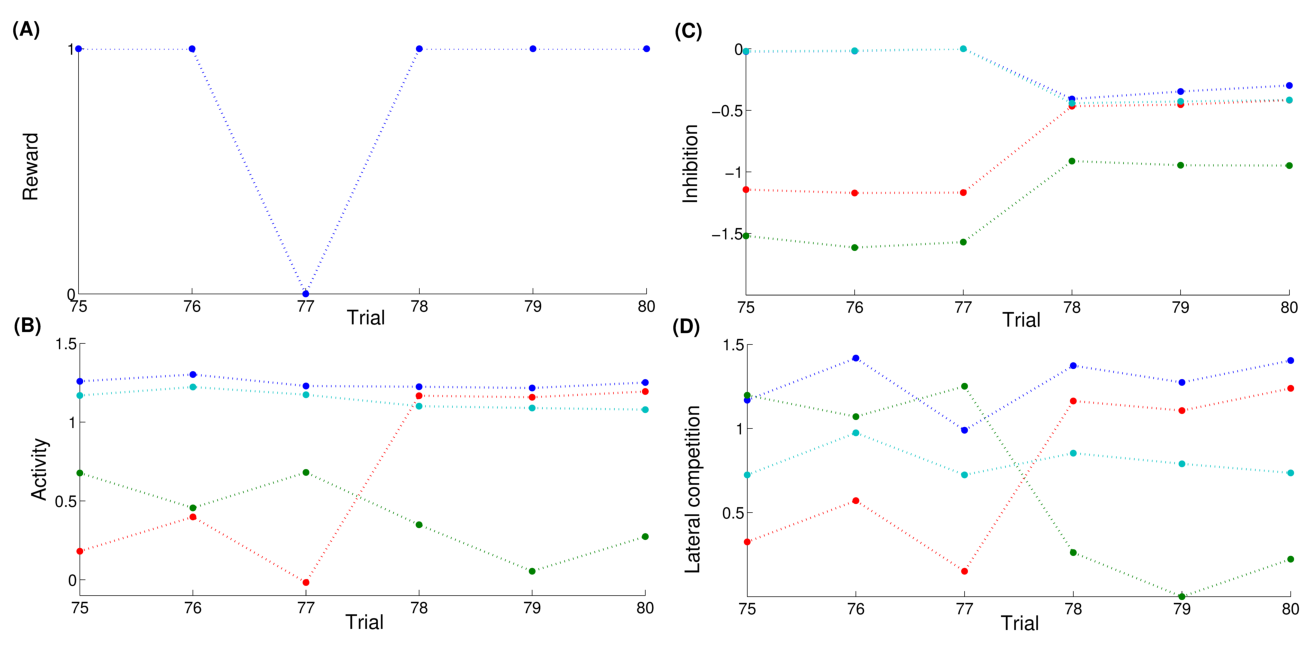 (A)
1
Reward
0
75 76 77 78 79 80
Trial
(B)
1.5
1
Activity
0.5
0
75 76 77 78 79 80
Trial
(C)
0
−0.5
Inhibition
−1
−1.5
75 76 77 78 79 80
Trial
(D)
1.5
1
Lateral competition
0.5
75 76 77 78 79 80
Trial